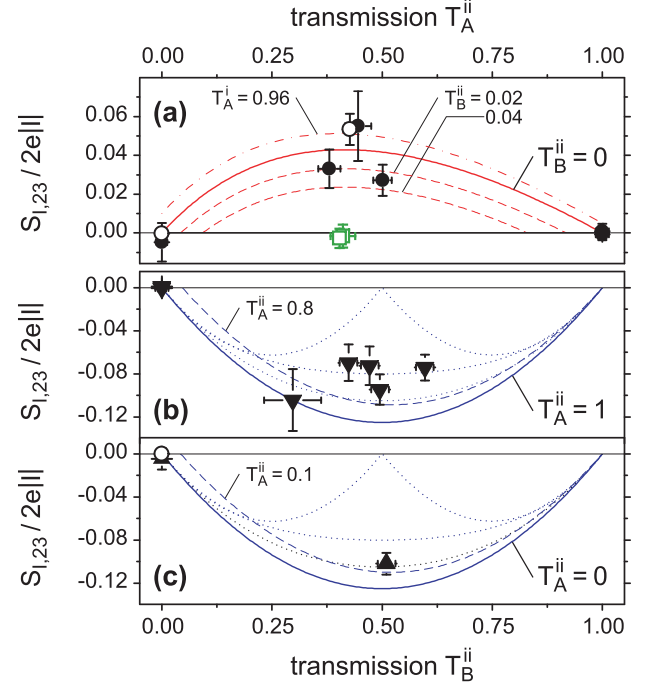 transmission T_A^ii
0.00 0.25 0.50 0.75 1.00
(a)
T_A^i = 0.96
T_B^ii = 0.02
0.04
T_B^ii = 0
0.06
0.04
0.02
0.00
S_I,23 / 2e|I|
(b)
T_A^ii = 0.8
T_A^ii = 1
0.00
-0.04
-0.08
-0.12
S_I,23 / 2e|I|
(c)
T_A^ii = 0.1
T_A^ii = 0
0.00
-0.04
-0.08
-0.12
S_I,23 / 2e|I|
0.00 0.25 0.50 0.75 1.00
transmission T_B^ii